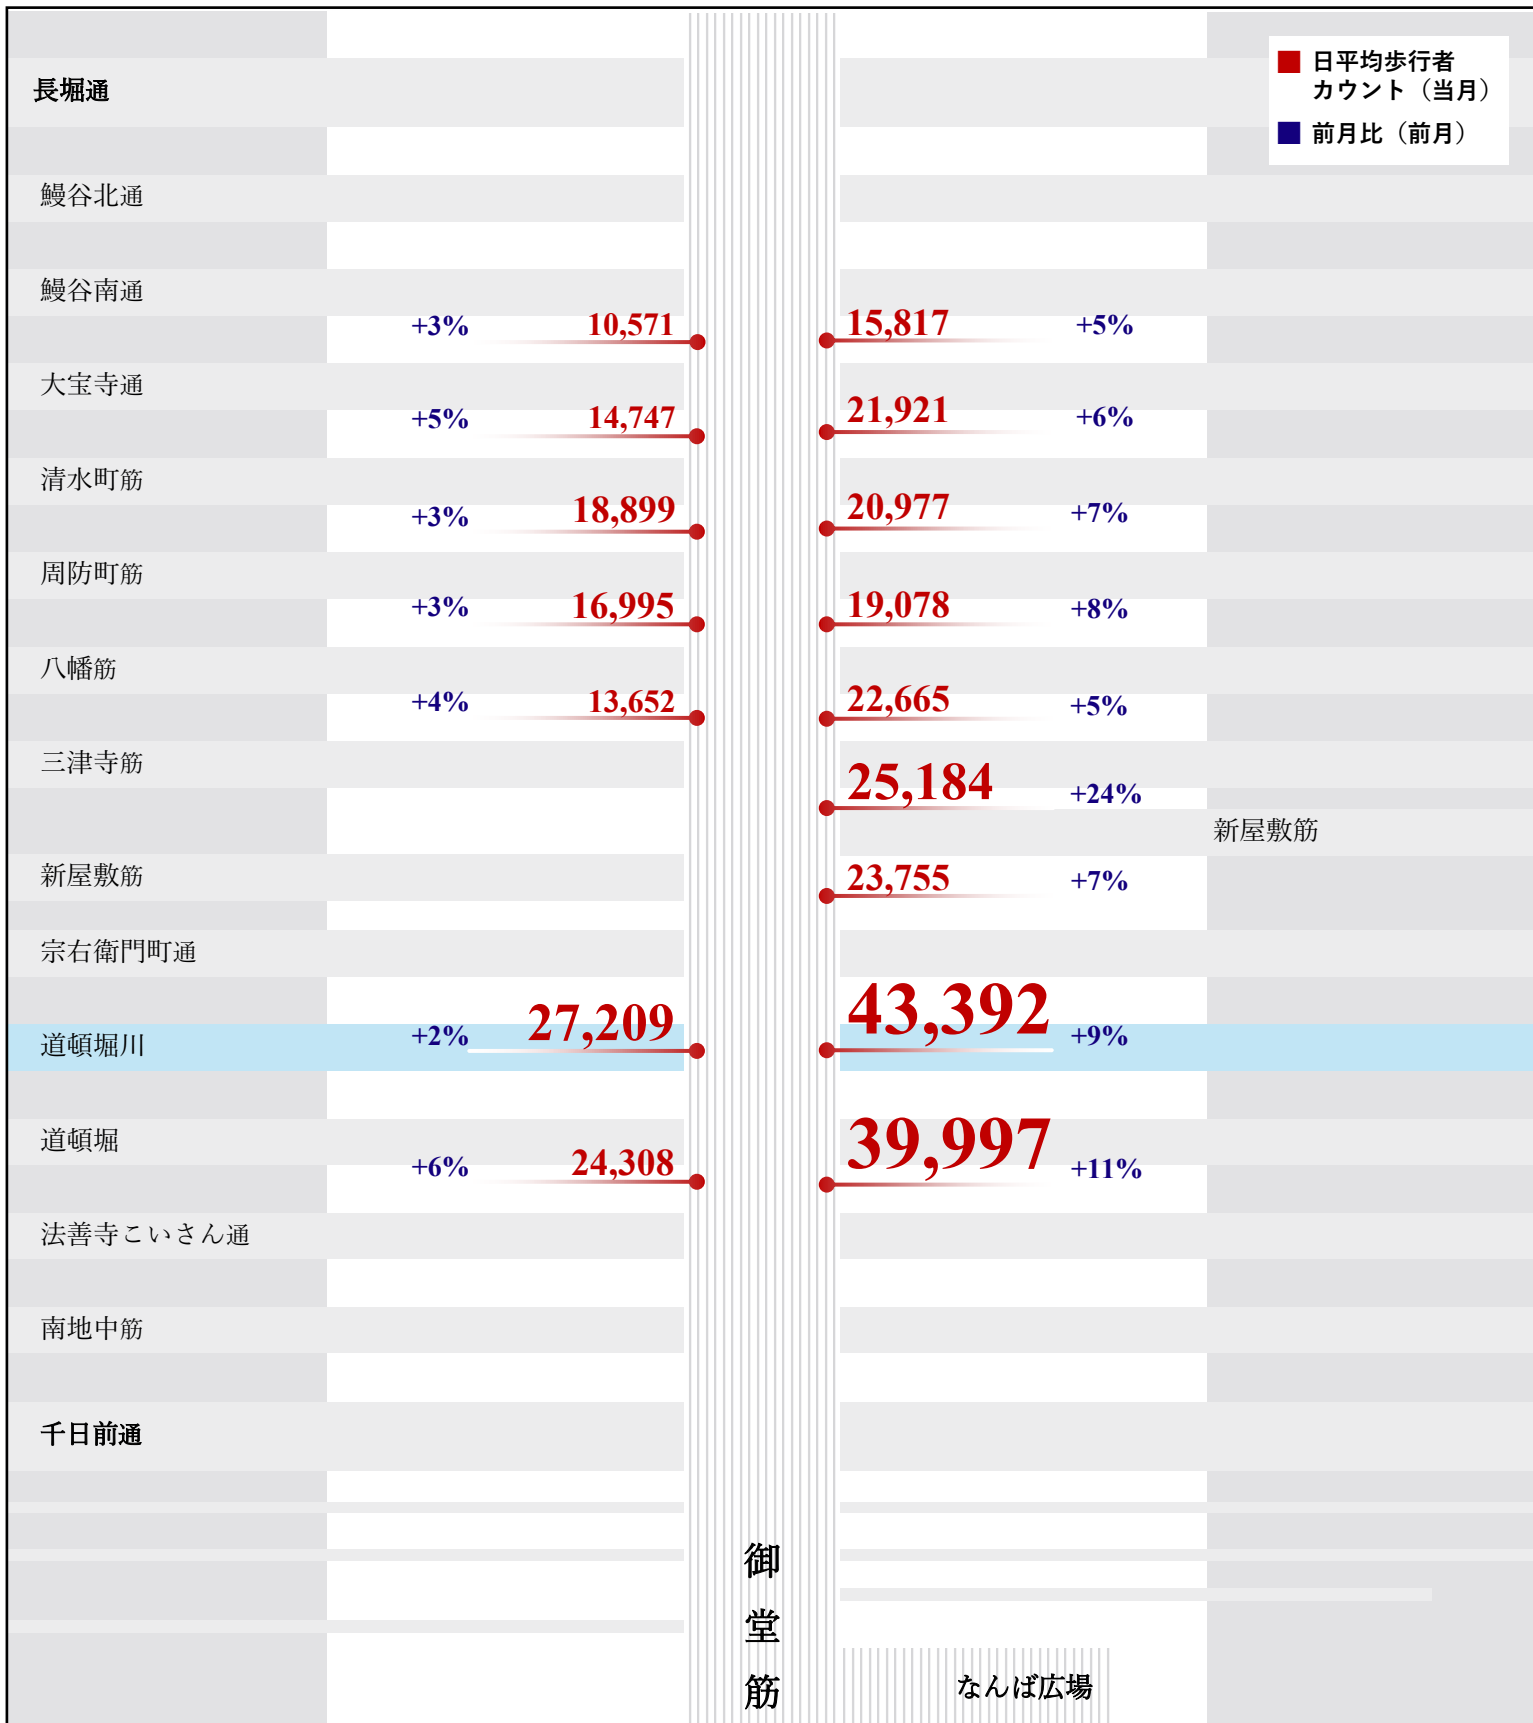 日平均歩行者
カウント（当月）
前月比（前月）
長堀通
鰻谷北通
鰻谷南通
+3% 10,571 15,817 +5%
大宝寺通
+5% 14,747 21,921 +6%
清水町筋
+3% 18,899 20,977 +7%
周防町筋
+3% 16,995 19,078 +8%
八幡筋
+4% 13,652 22,665 +5%
三津寺筋
25,184 +24%
新屋敷筋
新屋敷筋
23,755 +7%
宗右衛門町通
道頓堀川
+2% 27,209 43,392 +9%
道頓堀
+6% 24,308 39,997 +11%
法善寺こいさん通
南地中筋
千日前通
御堂筋
なんば広場